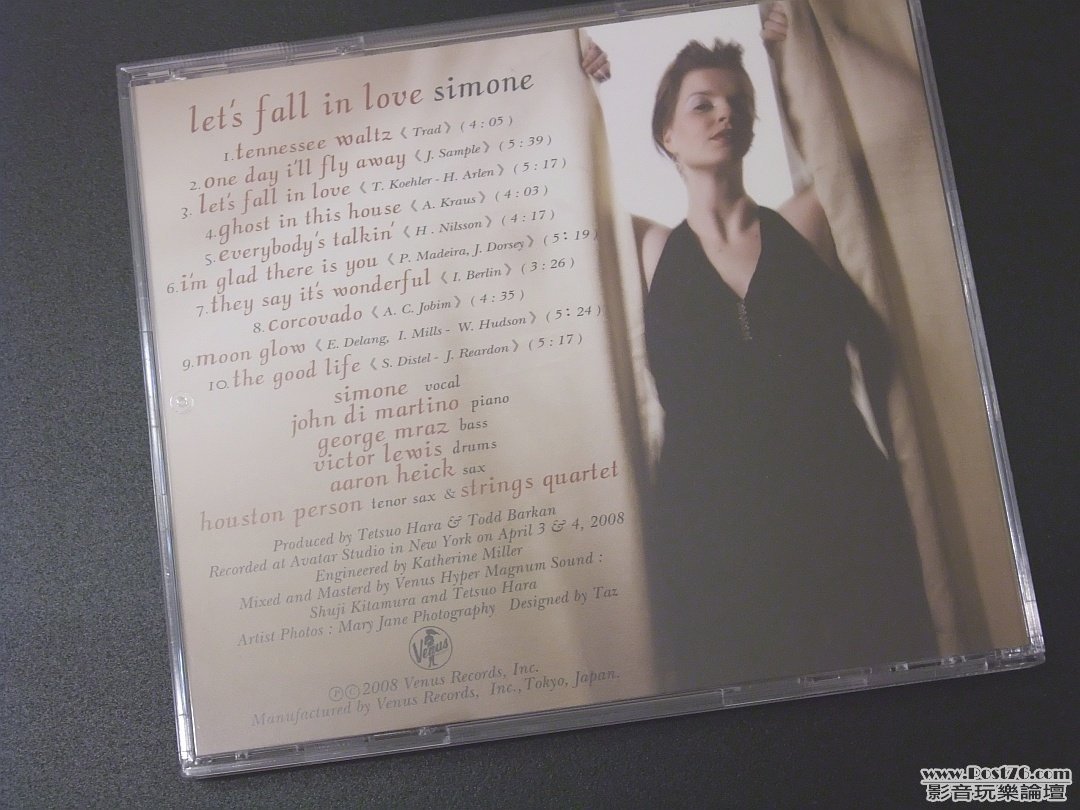 let's fall in love simone
1. tennessee waltz《Trad》(4:05)
2. one day i'll fly away《J. Sample》(5:39)
3. let's fall in love《T. Koehler - H. Arlen》(5:17)
4. ghost in this house《A. Kraus》(4:03)
5. everybody's talkin'《H. Nilsson》(4:17)
6. i'm glad there is you《P. Madeira, J. Dorsey》(5:19)
7. they say it's wonderful《I. Berlin》(3:26)
8. corcovado《A. C. Jobim》(4:35)
9. moon glow《E. Delang, I. Mills - W. Hudson》(5:24)
10. the good life《S. Distel - J. Reardon》(5:17)
simone vocal
john di martino piano
george mraz bass
victor lewis drums
aaron heick sax
houston person tenor sax & strings quartet
Produced by Tetsuo Hara & Todd Barkan
Recorded at Avatar Studio in New York on April 3 & 4, 2008
Engineered by Katherine Miller
Mixed and Masterd by Venus Hyper Magnum Sound :
Shuji Kitamura and Tetsuo Hara
Artist Photos : Mary Jane Photography Designed by Taz
Venus
Ⓟ©2008 Venus Records, Inc.
Manufactured by Venus Records, Inc., Tokyo, Japan.
www.Post76.com
影音玩樂論壇